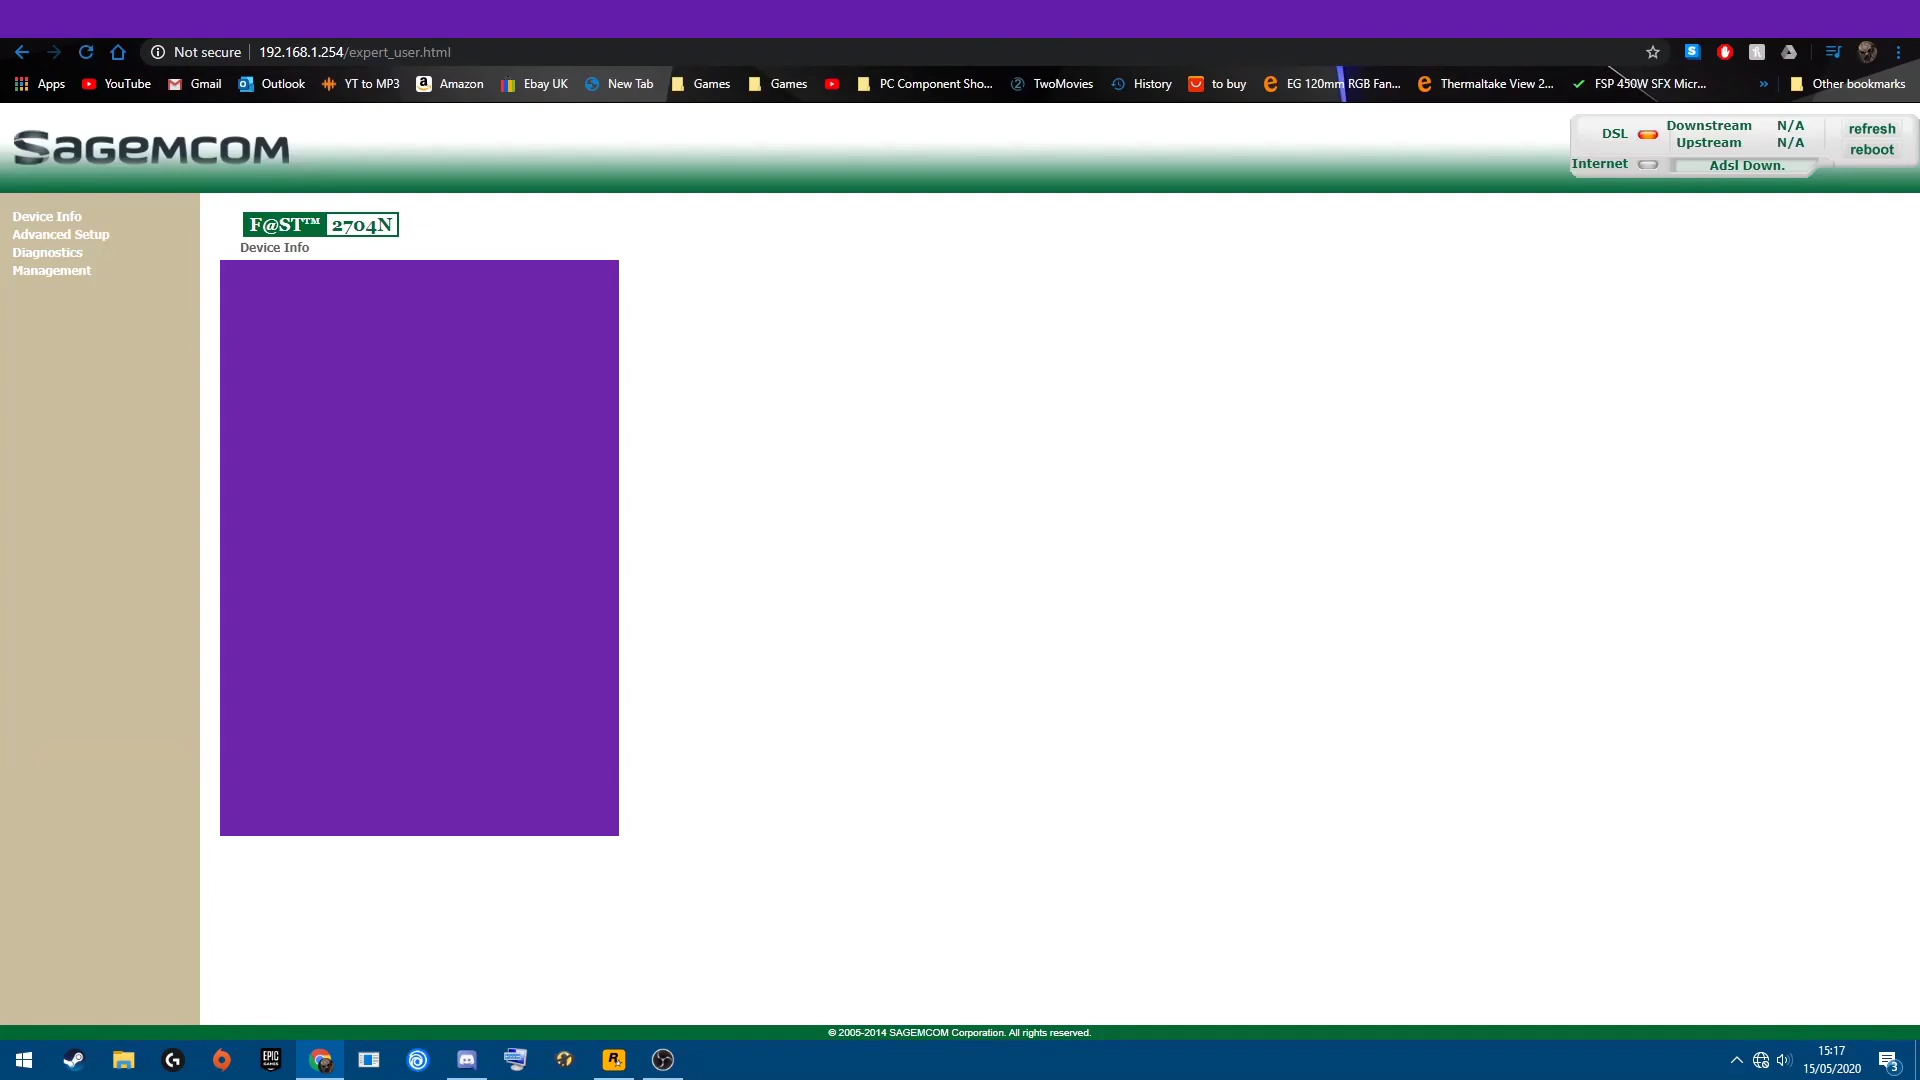 Not secure 192.168.1.254/expert_user.html
Apps YouTube Gmail Outlook YT to MP3 Amazon Ebay UK New Tab Games Games PC Component Sho... TwoMovies History to buy EG 120mm RGB Fan... Thermaltake View 2... FSP 450W SFX Micr... » Other bookmarks
SAGEMCOM
DSL Downstream N/A refresh
Upstream N/A reboot
Internet Adsl Down.
Device Info
Advanced Setup
Diagnostics
Management
F@ST™ 2704N
Device Info
© 2005-2014 SAGEMCOM Corporation. All rights reserved.
EPIC GAMES
15:17
15/05/2020
3